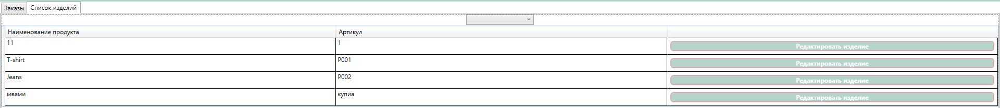 Заказы Список изделий
Наименование продукта Артикул
11 1 Редактировать изделие
T-shirt P001 Редактировать изделие
Jeans P002 Редактировать изделие
мвами купиа Редактировать изделие